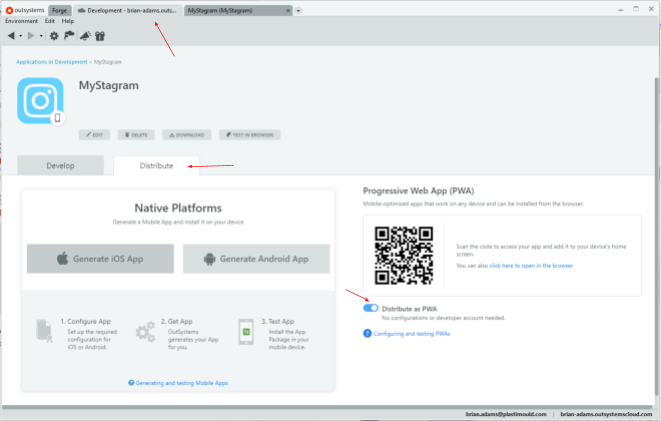 outsystems Forge Development - brian-adams.outs... MyStagram (MyStagram)
Environment Edit Help
Applications in Development > MyStagram
MyStagram
EDIT DELETE DOWNLOAD TEST IN BROWSER
Develop Distribute
Native Platforms
Generate a Mobile App and install it on your device
Generate iOS App Generate Android App
1. Configure App
Set up the required
configuration for
iOS or Android.
2. Get App
OutSystems
generates your App
for you.
3. Test App
Install the App
Package in your
mobile device.
Generating and testing Mobile Apps
Progressive Web App (PWA)
Mobile-optimized apps that work on any device and can be installed from the browser.
Scan the code to access your app and add it to your device's home
screen.
You can also click here to open in the browser
Distribute as PWA
No configurations or developer account needed.
Configuring and testing PWAs
brian.adams@plastimould.com | brian-adams.outsystemscloud.com